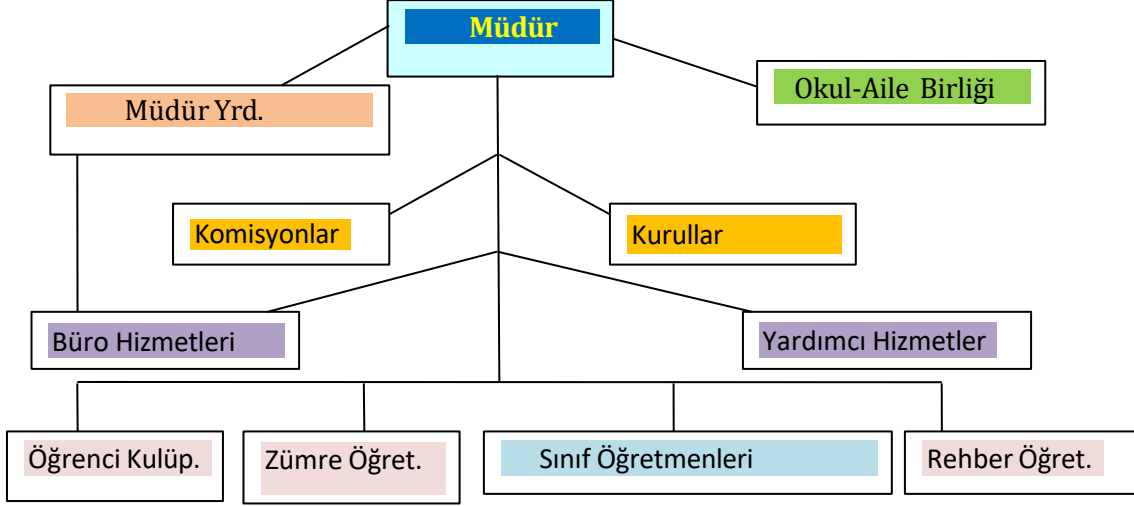 Müdür
Okul-Aile Birliği
Müdür Yrd.
Komisyonlar
Kurullar
Büro Hizmetleri
Yardımcı Hizmetler
Öğrenci Kulüp.
Zümre Öğret.
Sınıf Öğretmenleri
Rehber Öğret.